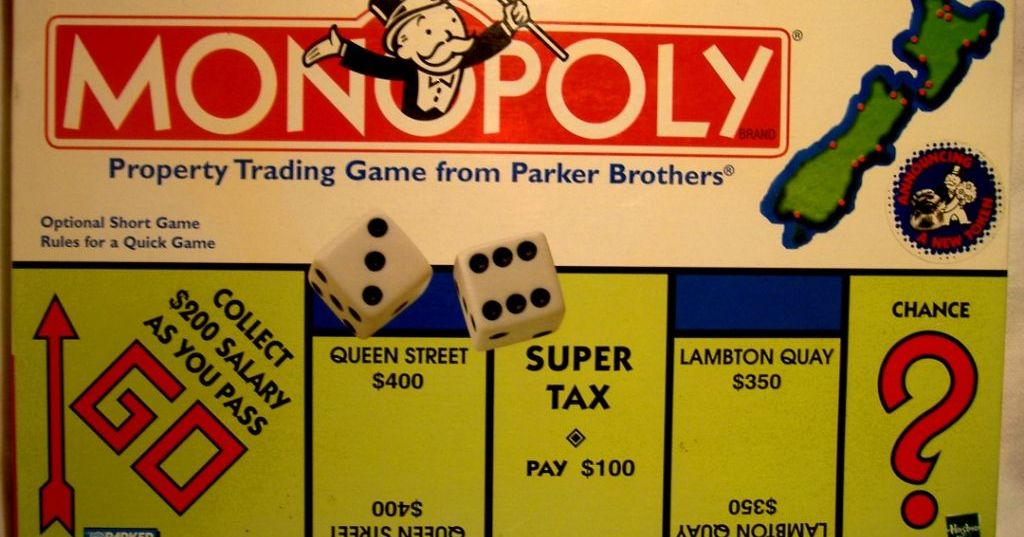 MONOPOLY®
BRAND
Property Trading Game from Parker Brothers®
Optional Short Game
Rules for a Quick Game
ANNOUNCING
A NEW TOKEN
COLLECT
$200 SALARY
AS YOU PASS
GO
PARKER
QUEEN STREET
$400
$400
QUEEN STREET
SUPER
TAX
PAY $100
LAMBTON QUAY
$350
$350
LAMBTON QUAY
CHANCE
?
Hasbro